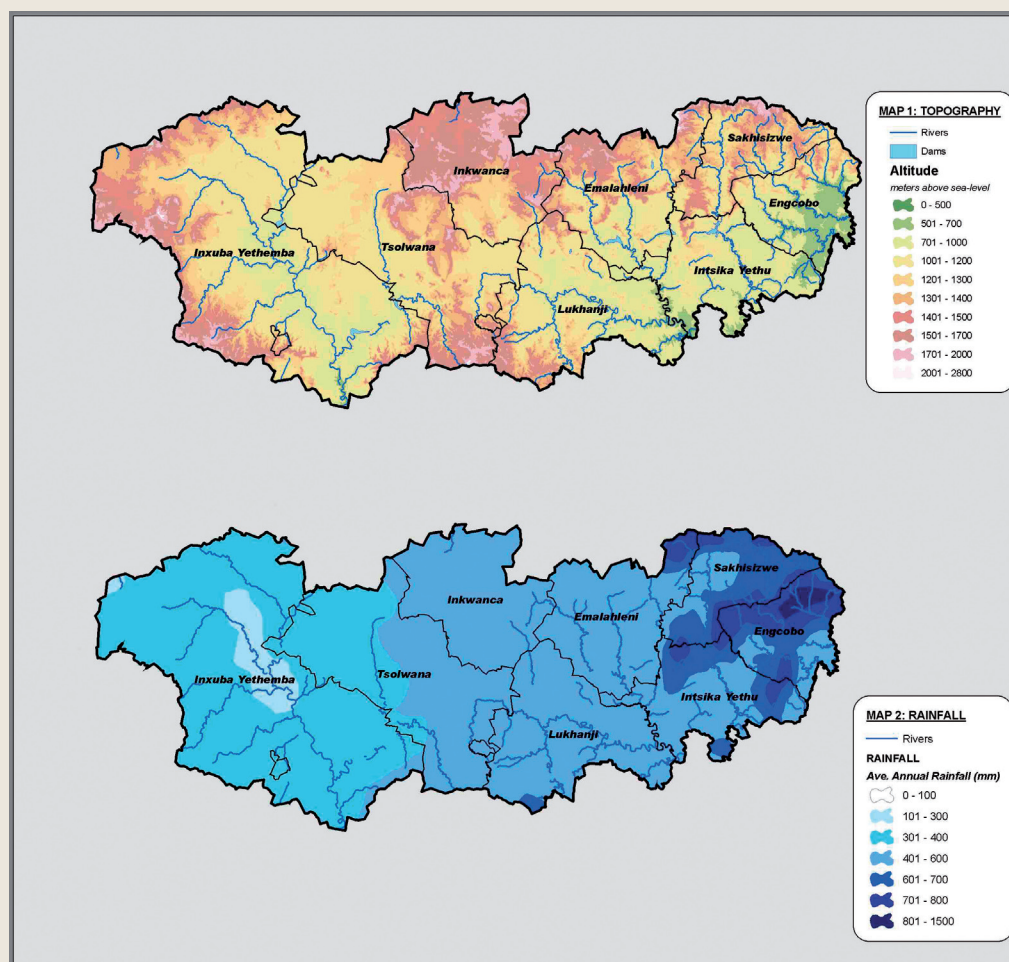 MAP 1: TOPOGRAPHY
Rivers
Dams
Altitude
meters above sea-level
0 - 500
501 - 700
701 - 1000
1001 - 1200
1201 - 1300
1301 - 1400
1401 - 1500
1501 - 1700
1701 - 2000
2001 - 2800
Sakhisizwe
Inkwanca
Emalahleni
Engcobo
Tsolwana
Inxuba Yethemba
Intsika Yethu
Lukhanji
Sakhisizwe
Inkwanca
Emalahleni
Engcobo
Tsolwana
Inxuba Yethemba
Intsika Yethu
Lukhanji
MAP 2: RAINFALL
Rivers
RAINFALL
Ave. Annual Rainfall (mm)
0 - 100
101 - 300
301 - 400
401 - 600
601 - 700
701 - 800
801 - 1500